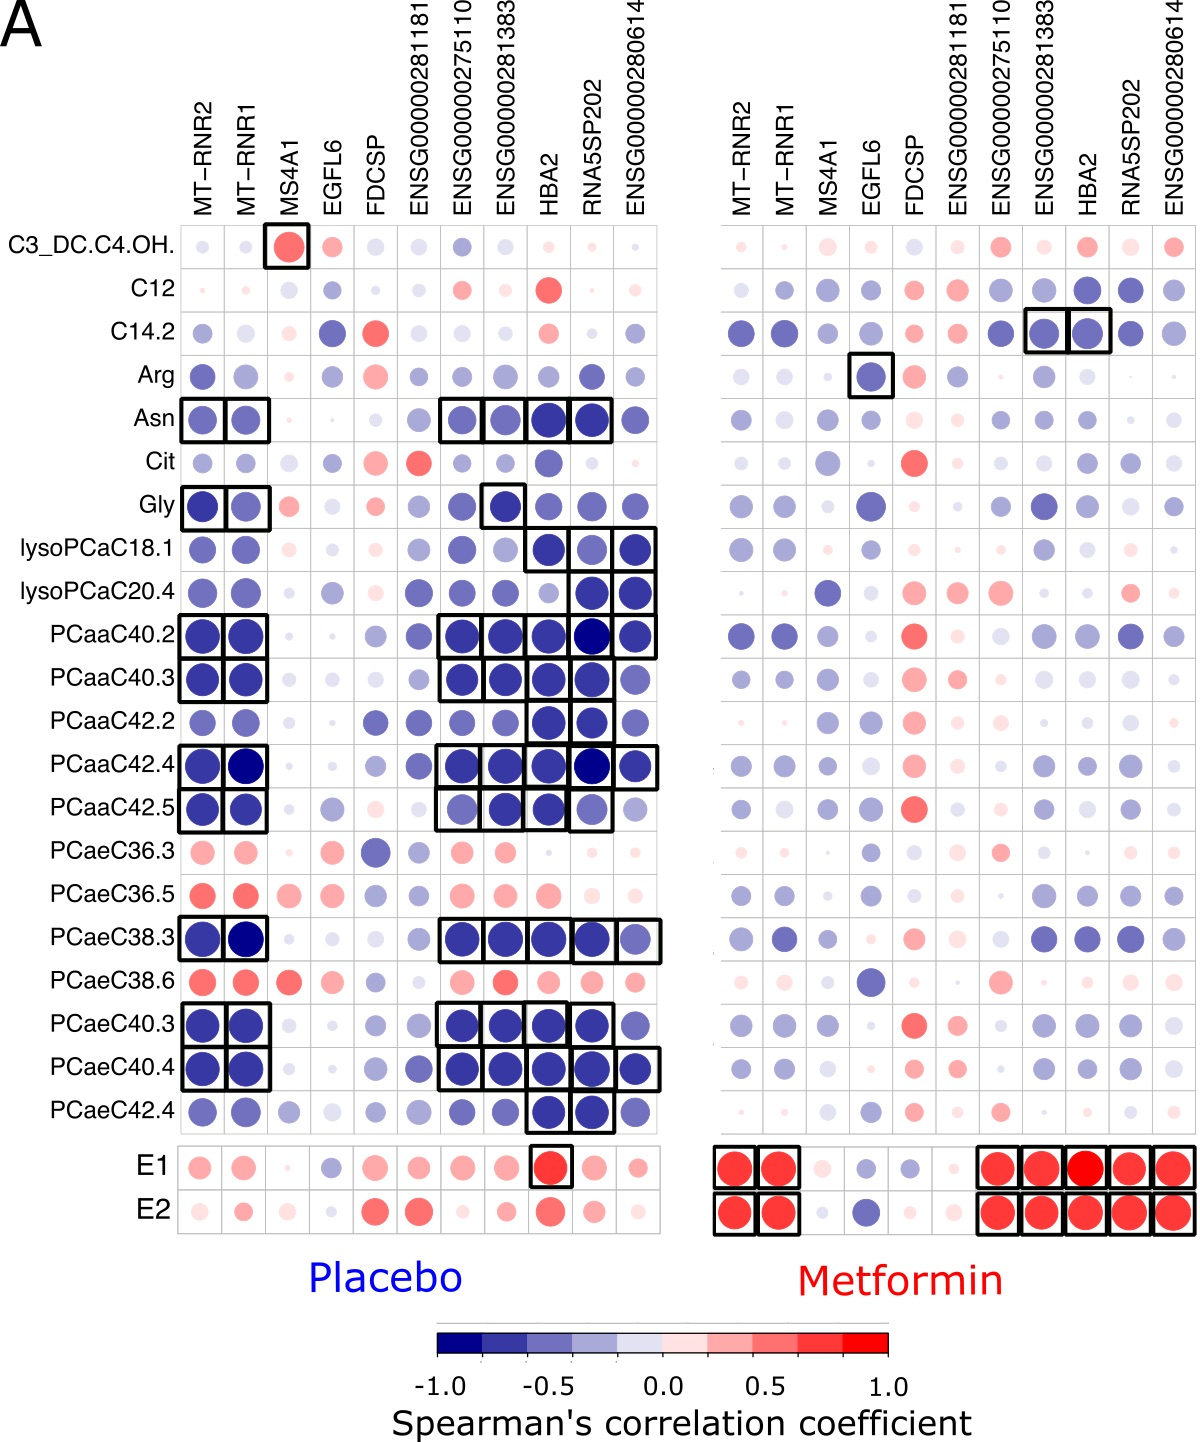 A
MT−RNR2
MT−RNR1
MS4A1
EGFL6
FDCSP
ENSG00000281181
ENSG00000275110
ENSG00000281383
HBA2
RNA5SP202
ENSG00000280614
MT−RNR2
MT−RNR1
MS4A1
EGFL6
FDCSP
ENSG00000281181
ENSG00000275110
ENSG00000281383
HBA2
RNA5SP202
ENSG00000280614
C3_DC.C4.OH.
C12
C14.2
Arg
Asn
Cit
Gly
lysoPCaC18.1
lysoPCaC20.4
PCaaC40.2
PCaaC40.3
PCaaC42.2
PCaaC42.4
PCaaC42.5
PCaeC36.3
PCaeC36.5
PCaeC38.3
PCaeC38.6
PCaeC40.3
PCaeC40.4
PCaeC42.4
E1
E2
Placebo Metformin
-1.0 -0.5 0.0 0.5 1.0
Spearman's correlation coefficient